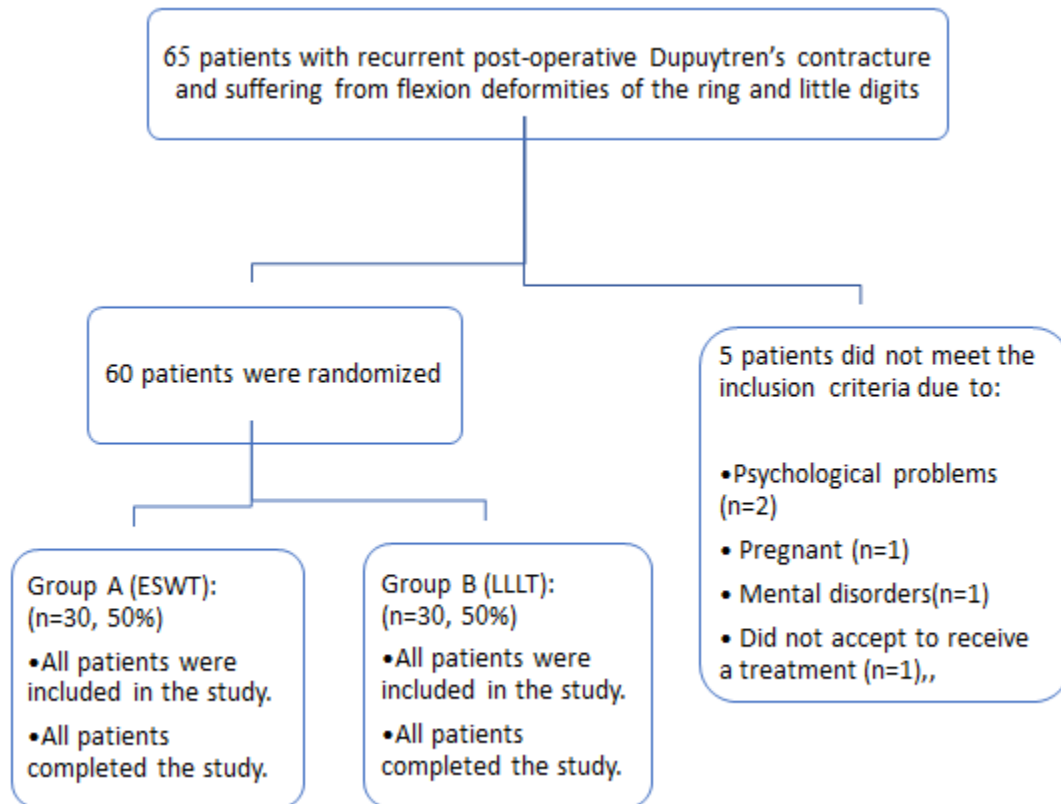 65 patients with recurrent post-operative Dupuytren's contracture
and suffering from flexion deformities of the ring and little digits
60 patients were randomized
5 patients did not meet the
inclusion criteria due to:
•Psychological problems
(n=2)
• Pregnant (n=1)
• Mental disorders(n=1)
• Did not accept to receive
a treatment (n=1),,
Group A (ESWT):
(n=30, 50%)
•All patients were
included in the study.
•All patients
completed the study.
Group B (LLLT):
(n=30, 50%)
•All patients were
included in the study.
•All patients
completed the study.